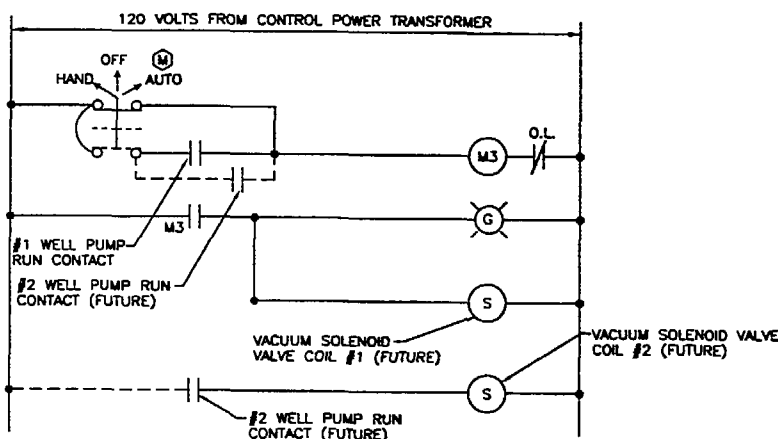 120 VOLTS FROM CONTROL POWER TRANSFORMER
OFF
M
HAND
AUTO
O.L.
M3
M3
G
#1 WELL PUMP
RUN CONTACT
#2 WELL PUMP RUN
CONTACT (FUTURE)
S
VACUUM SOLENOID
VALVE COIL #1 (FUTURE)
VACUUM SOLENOID VALVE
COIL #2 (FUTURE)
S
#2 WELL PUMP RUN
CONTACT (FUTURE)